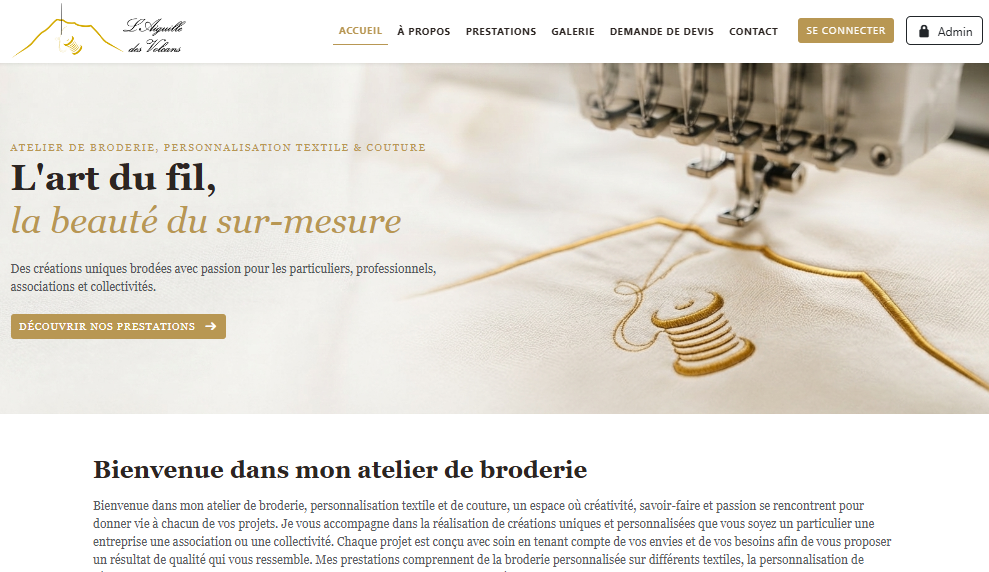 L'Aiguille
des Volcans
ACCUEIL À PROPOS PRESTATIONS GALERIE DEMANDE DE DEVIS CONTACT SE CONNECTER Admin
ATELIER DE BRODERIE, PERSONNALISATION TEXTILE & COUTURE
L'art du fil,
la beauté du sur-mesure
Des créations uniques brodées avec passion pour les particuliers, professionnels,
associations et collectivités.
DÉCOUVRIR NOS PRESTATIONS
Bienvenue dans mon atelier de broderie
Bienvenue dans mon atelier de broderie, personnalisation textile et de couture, un espace où créativité, savoir-faire et passion se rencontrent pour
donner vie à chacun de vos projets. Je vous accompagne dans la réalisation de créations uniques et personnalisées que vous soyez un particulier une
entreprise une association ou une collectivité. Chaque projet est conçu avec soin en tenant compte de vos envies et de vos besoins afin de vous proposer
un résultat de qualité qui vous ressemble. Mes prestations comprennent de la broderie personnalisée sur différents textiles, la personnalisation de